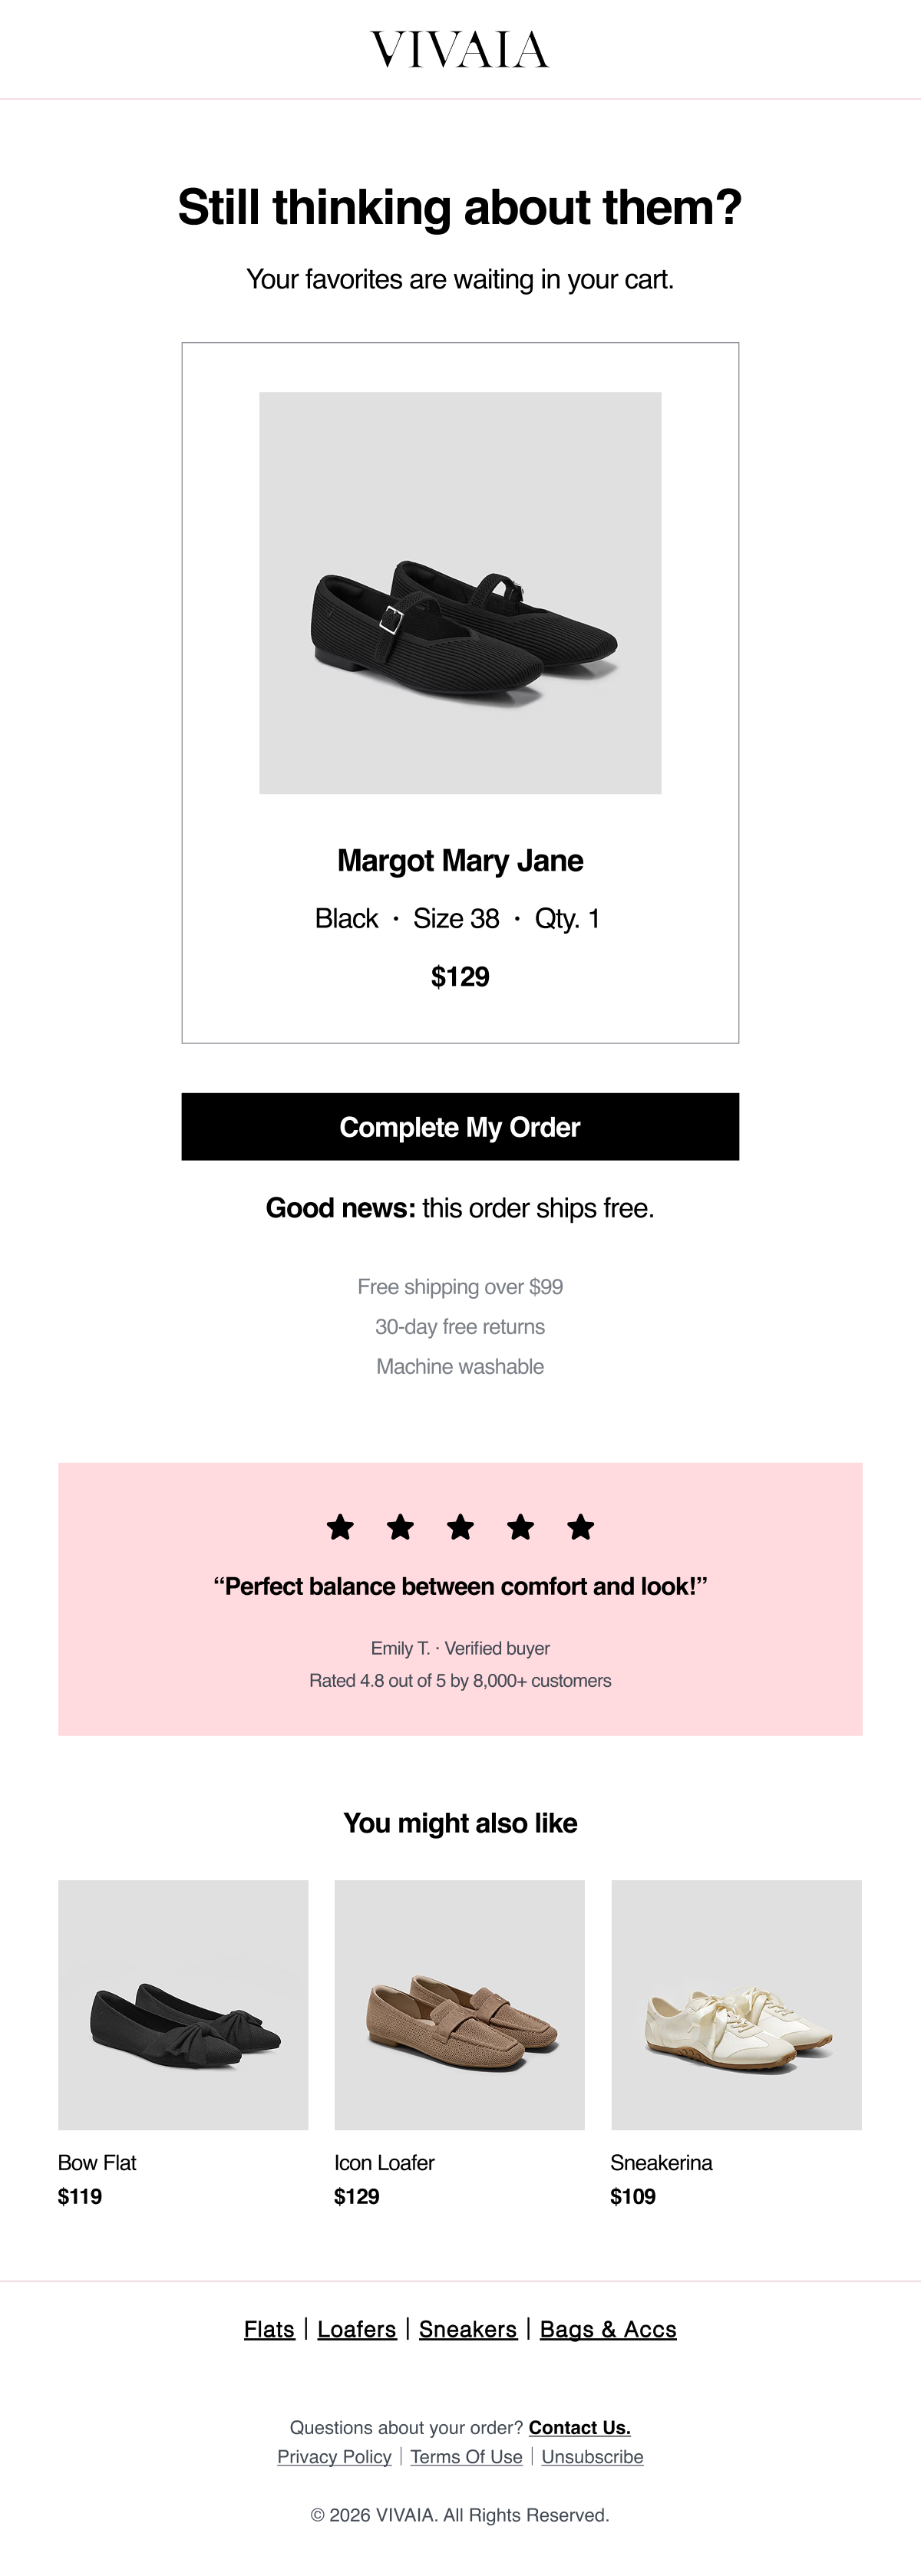 VIVAIA
Still thinking about them?
Your favorites are waiting in your cart.
Margot Mary Jane
Black · Size 38 · Qty. 1
$129
Complete My Order
Good news: this order ships free.
Free shipping over $99
30-day free returns
Machine washable
“Perfect balance between comfort and look!”
Emily T. · Verified buyer
Rated 4.8 out of 5 by 8,000+ customers
You might also like
Bow Flat
$119
Icon Loafer
$129
Sneakerina
$109
Flats | Loafers | Sneakers | Bags & Accs
Questions about your order? Contact Us.
Privacy Policy | Terms Of Use | Unsubscribe
© 2026 VIVAIA. All Rights Reserved.